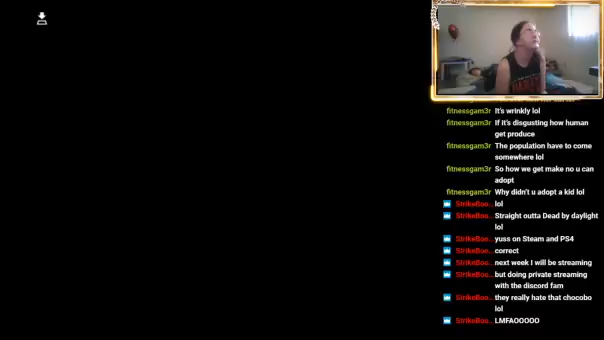 fitnessgam3r It's wrinkly lol
fitnessgam3r If it's disgusting how human
get produce
fitnessgam3r The population have to come
somewhere lol
fitnessgam3r So how we get make no u can
adopt
fitnessgam3r Why didn't u adopt a kid lol
StrikeBoo... lol
StrikeBoo... Straight outta Dead by daylight
lol
StrikeBoo... yuss on Steam and PS4
StrikeBoo... correct
StrikeBoo... next week I will be streaming
StrikeBoo... but doing private streaming
with the discord fam
StrikeBoo... they really hate that chocobo
lol
StrikeBoo... LMFAOOOOO